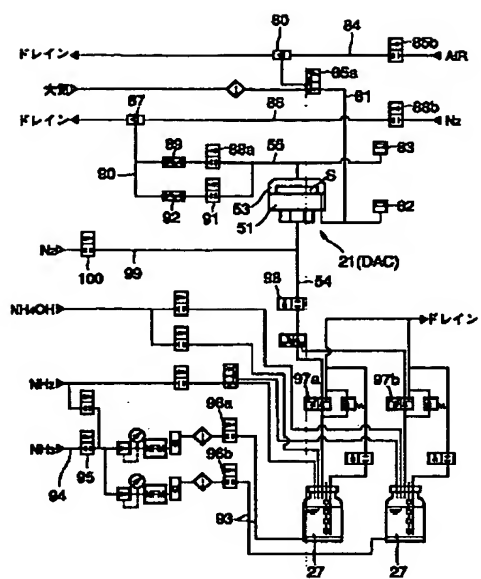 80 84 85b
ドレイン AIR
85a
大気 81
87 86 88b
ドレイン N₂
89 88a 55 83
90 53 S
92 91 51 82
N₂ 21(DAC)
100 99 54
98
NH₄OH ドレイン
97a 97b
NH₃ 96a
NH₃ 96b
94 95 93
27 27